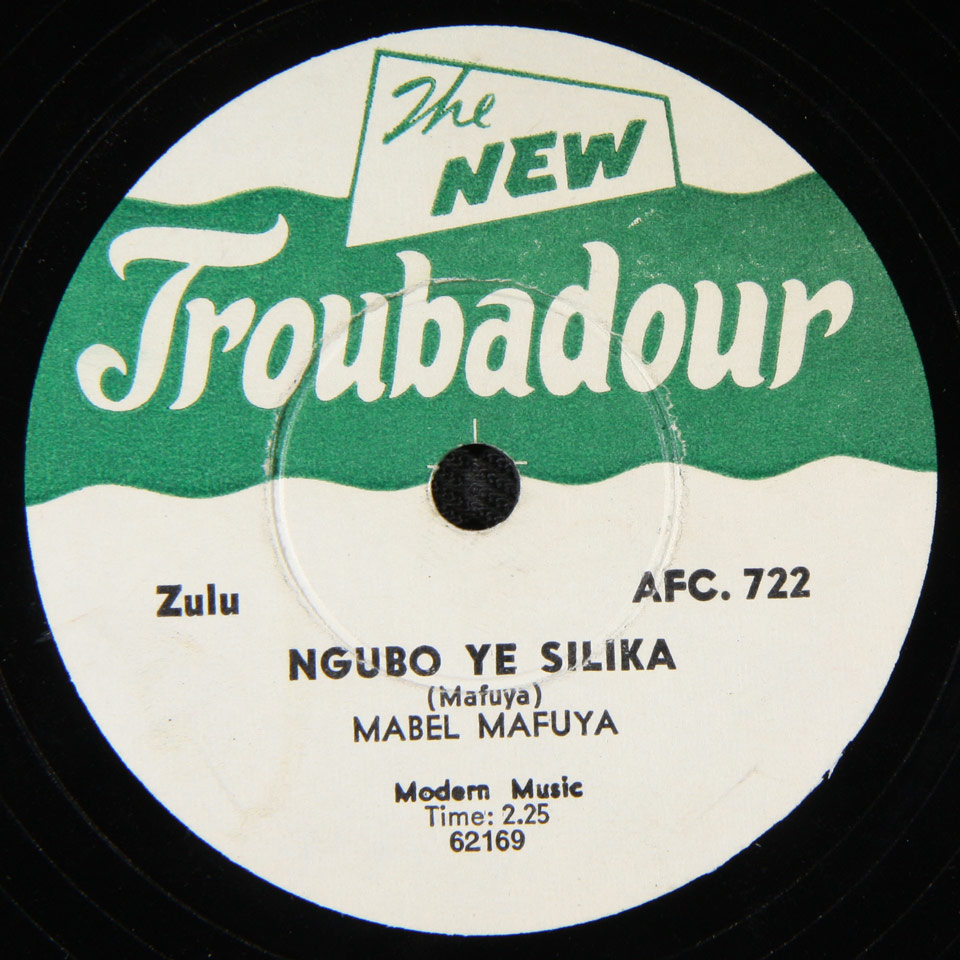 The
NEW
Troubadour
Zulu
AFC. 722
NGUBO YE SILIKA
(Mafuya)
MABEL MAFUYA
Modern Music
Time: 2.25
62169